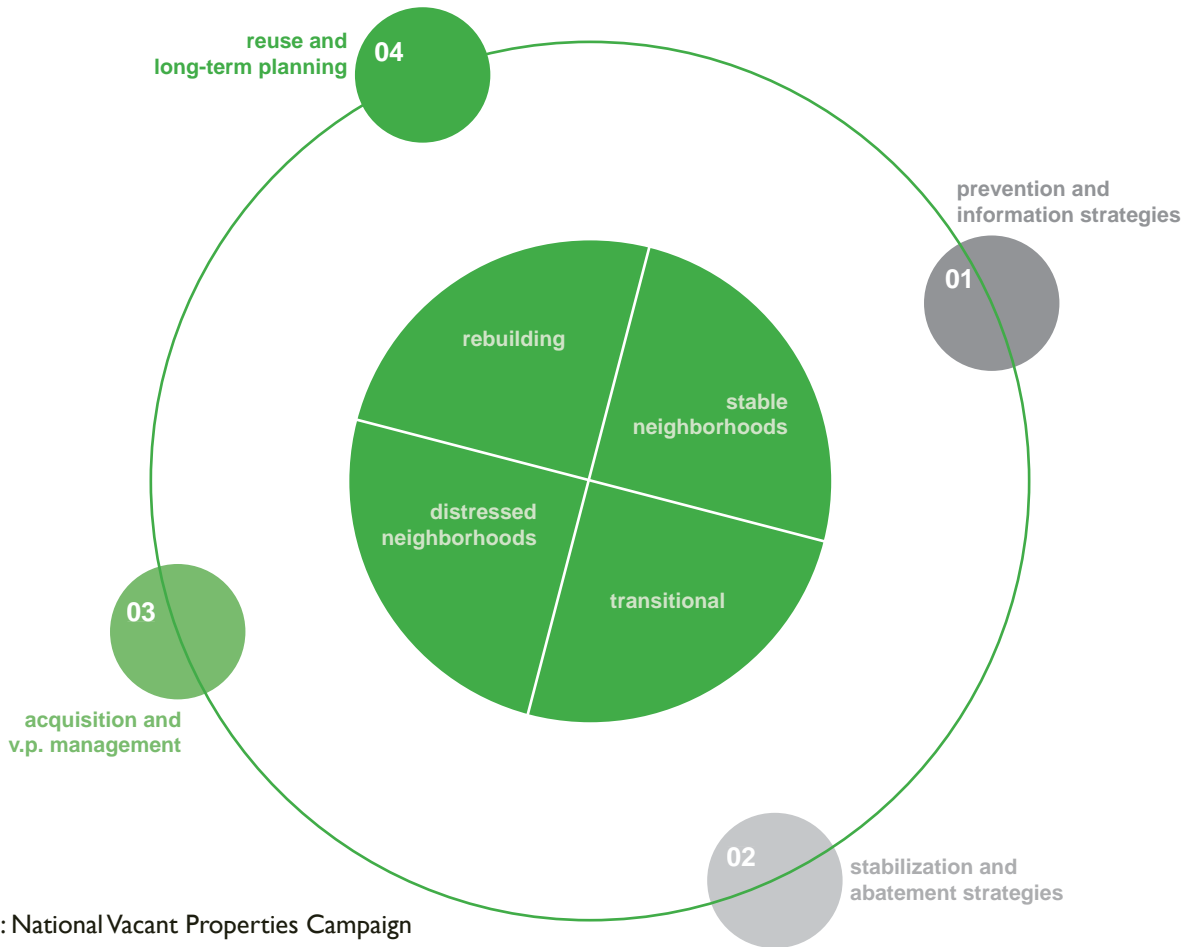 reuse and
long-term planning
04
prevention and
information strategies
01
rebuilding
stable
neighborhoods
distressed
neighborhoods
transitional
03
acquisition and
v.p. management
02
stabilization and
abatement strategies
: National Vacant Properties Campaign